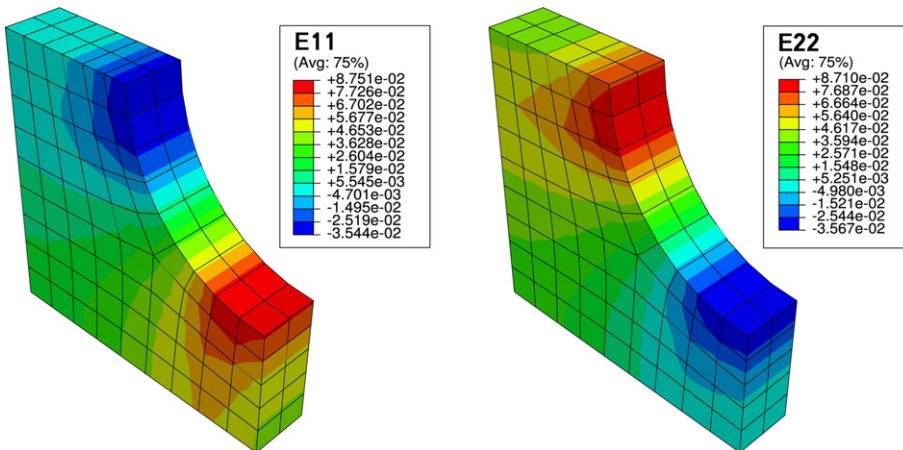 E11
(Avg: 75%)
+8.751e-02
+7.726e-02
+6.702e-02
+5.677e-02
+4.653e-02
+3.628e-02
+2.604e-02
+1.579e-02
+5.545e-03
-4.701e-03
-1.495e-02
-2.519e-02
-3.544e-02
E22
(Avg: 75%)
+8.710e-02
+7.687e-02
+6.664e-02
+5.640e-02
+4.617e-02
+3.594e-02
+2.571e-02
+1.548e-02
+5.251e-03
-4.980e-03
-1.521e-02
-2.544e-02
-3.567e-02